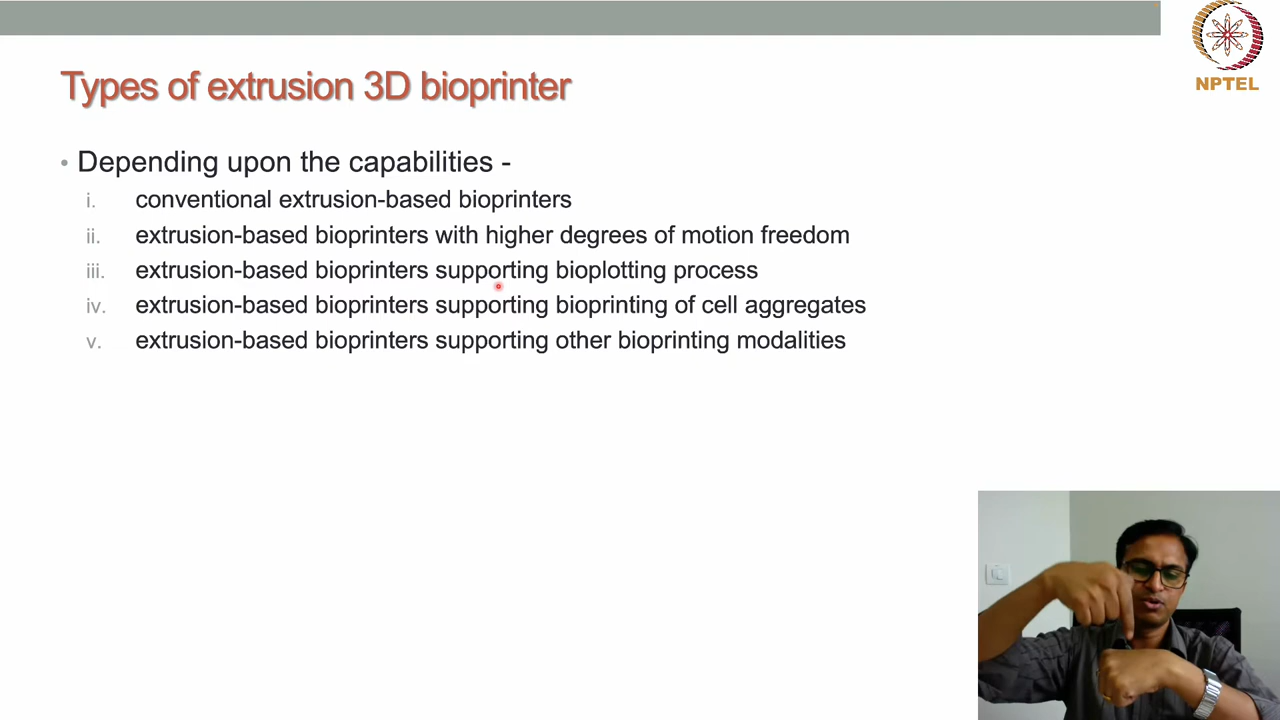 NPTEL
Types of extrusion 3D bioprinter
• Depending upon the capabilities -
i. conventional extrusion-based bioprinters
ii. extrusion-based bioprinters with higher degrees of motion freedom
iii. extrusion-based bioprinters supporting bioplotting process
iv. extrusion-based bioprinters supporting bioprinting of cell aggregates
v. extrusion-based bioprinters supporting other bioprinting modalities